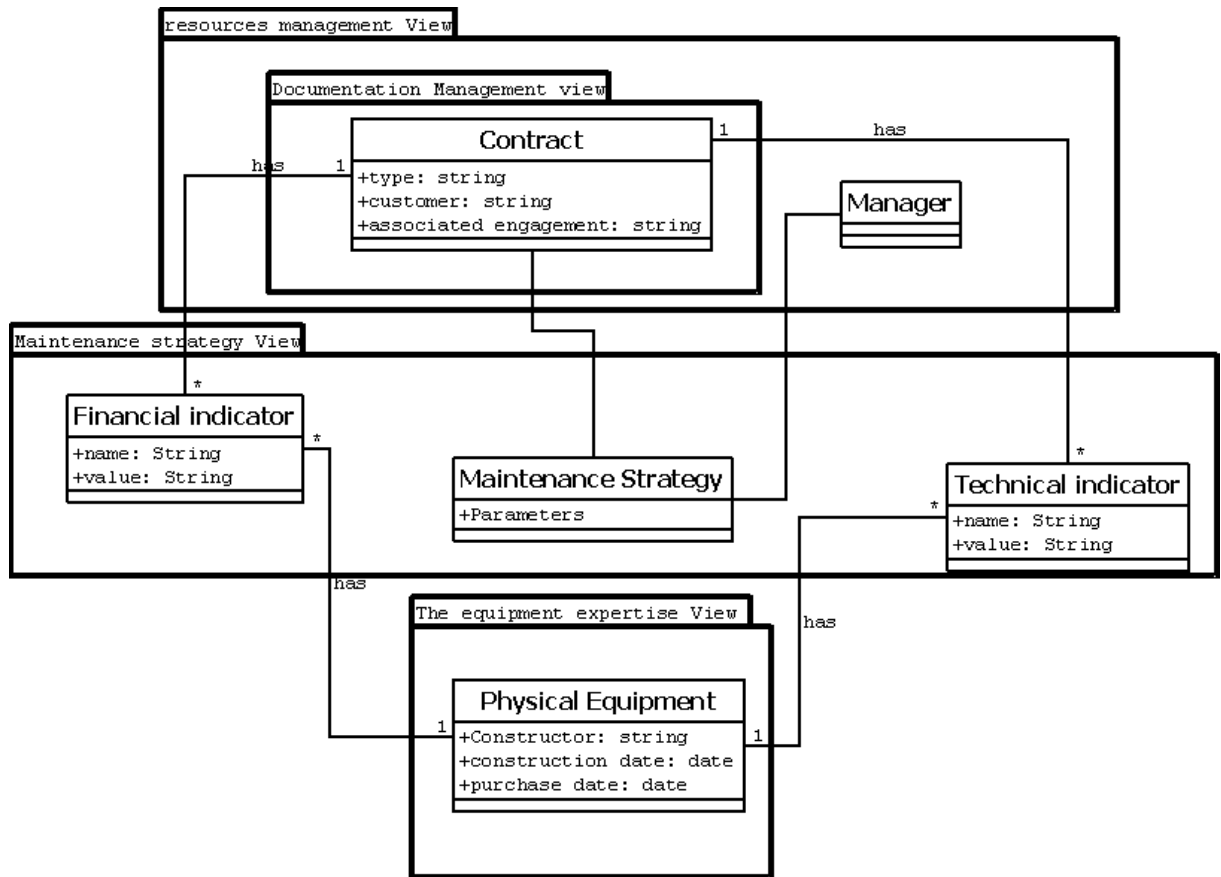 resources management View
Documentation Management view
Contract
+type: string
+customer: string
+associated engagement: string
1
has
has
1
Manager
Maintenance strategy View
*
Financial indicator
+name: String
+value: String
*
Maintenance Strategy
+Parameters
*
Technical indicator
+name: String
+value: String
*
has
The equipment expertise View
has
Physical Equipment
+Constructor: string
+construction date: date
+purchase date: date
1
1